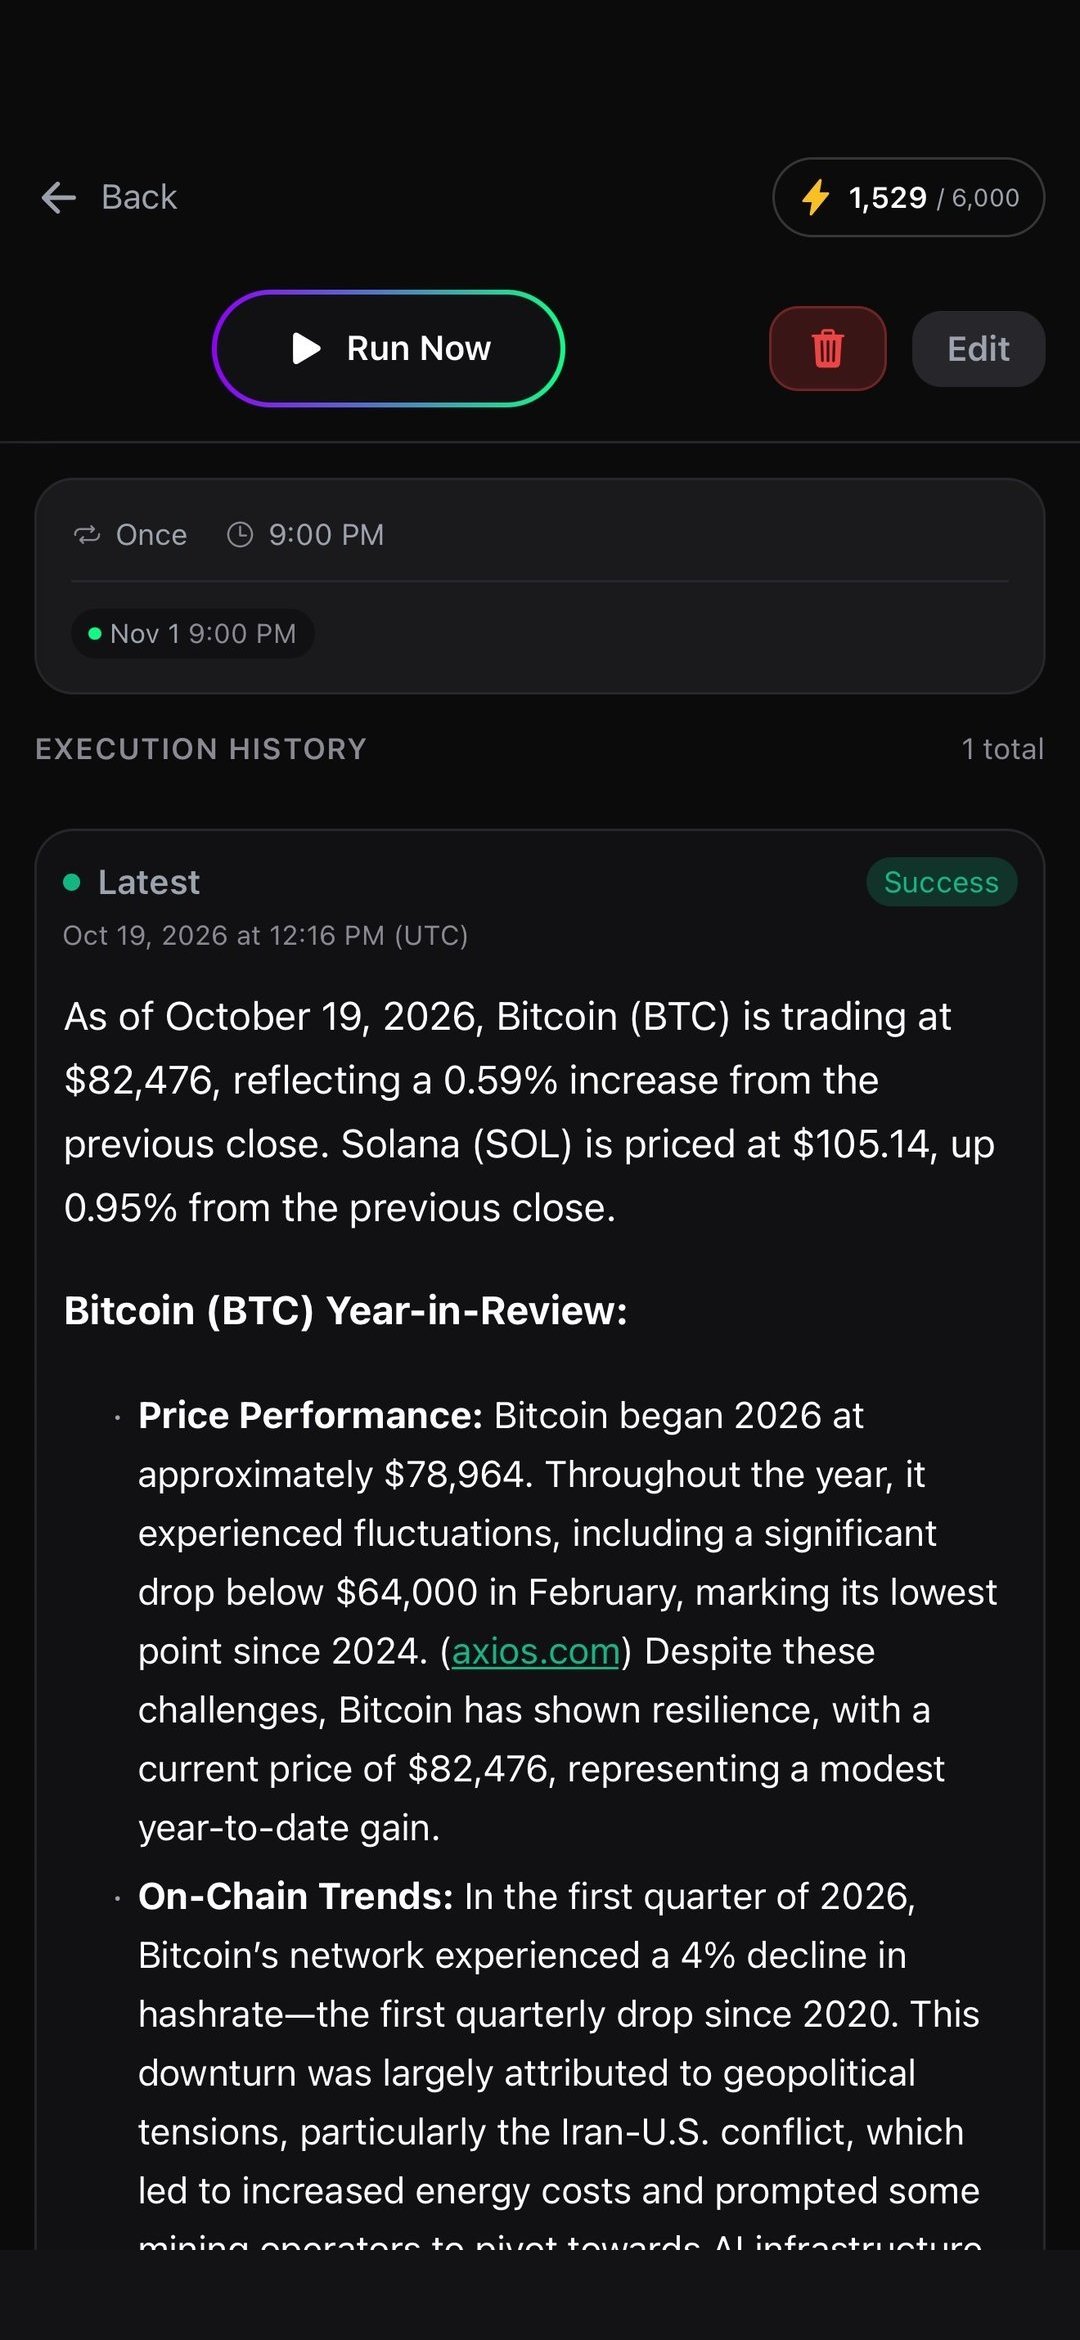 Back
1,529 / 6,000
Run Now
Edit
Once 9:00 PM
Nov 1 9:00 PM
EXECUTION HISTORY
1 total
Latest
Success
Oct 19, 2026 at 12:16 PM (UTC)
As of October 19, 2026, Bitcoin (BTC) is trading at
$82,476, reflecting a 0.59% increase from the
previous close. Solana (SOL) is priced at $105.14, up
0.95% from the previous close.
Bitcoin (BTC) Year-in-Review:
· Price Performance: Bitcoin began 2026 at
approximately $78,964. Throughout the year, it
experienced fluctuations, including a significant
drop below $64,000 in February, marking its lowest
point since 2024. (axios.com) Despite these
challenges, Bitcoin has shown resilience, with a
current price of $82,476, representing a modest
year-to-date gain.
· On-Chain Trends: In the first quarter of 2026,
Bitcoin’s network experienced a 4% decline in
hashrate—the first quarterly drop since 2020. This
downturn was largely attributed to geopolitical
tensions, particularly the Iran-U.S. conflict, which
led to increased energy costs and prompted some
mining operators to pivot towards AI infrastructure